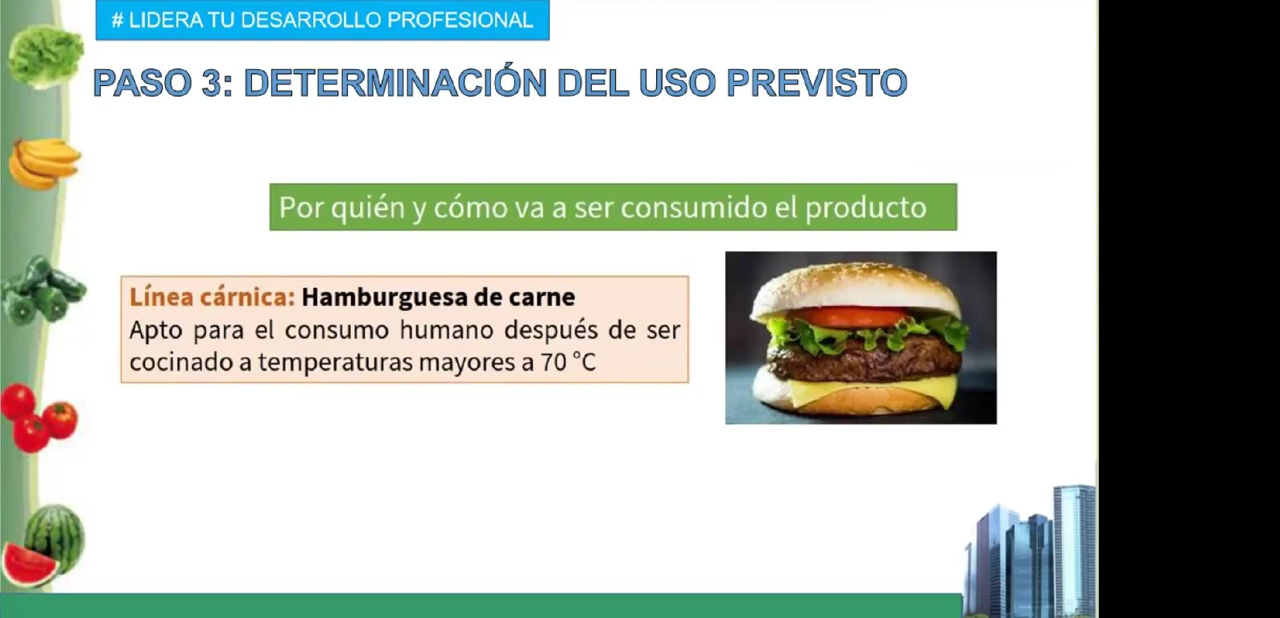 # LIDERA TU DESARROLLO PROFESIONAL
PASO 3: DETERMINACIÓN DEL USO PREVISTO
Por quién y cómo va a ser consumido el producto
Línea cárnica: Hamburguesa de carne
Apto para el consumo humano después de ser
cocinado a temperaturas mayores a 70 °C